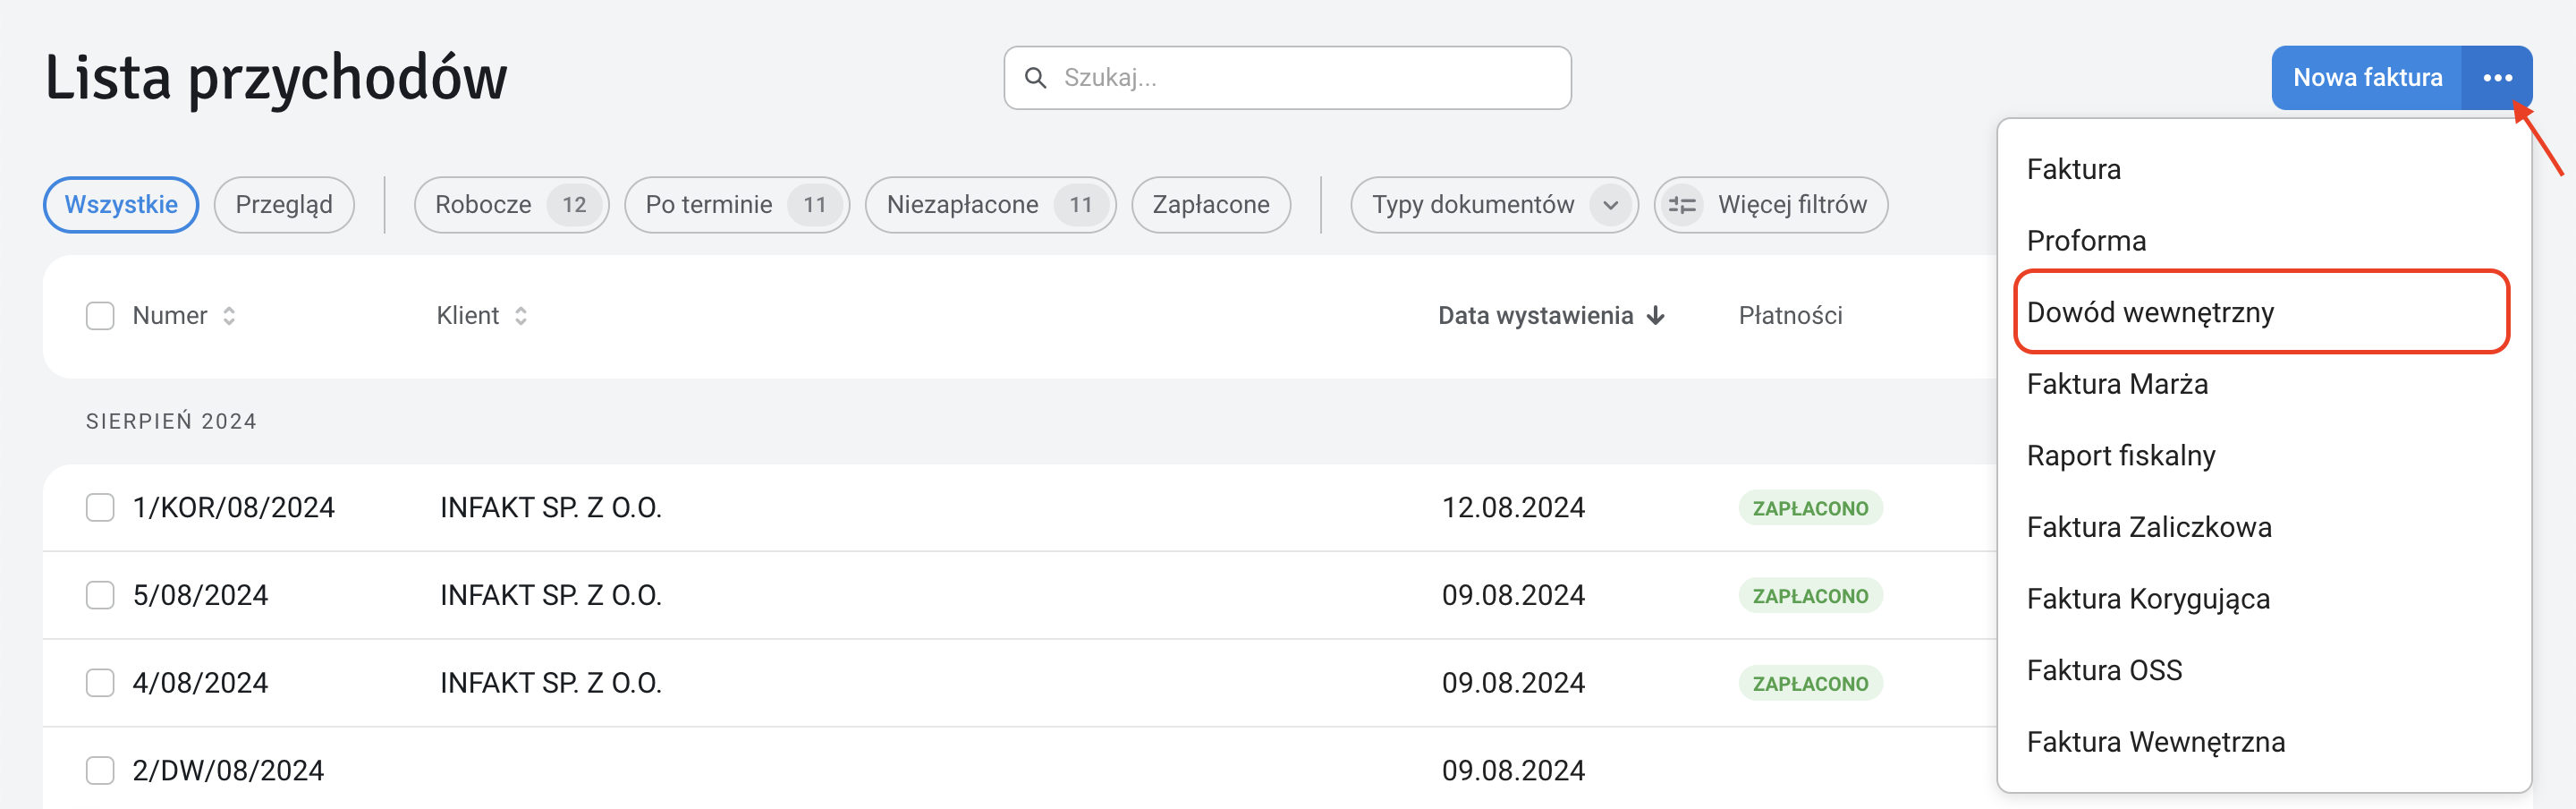 Lista przychodów
Szukaj...
Nowa faktura
Wszystkie
Przegląd
Robocze 12
Po terminie 11
Niezapłacone 11
Zapłacone
Typy dokumentów
Więcej filtrów
Faktura
Proforma
Dowód wewnętrzny
Faktura Marża
Raport fiskalny
Faktura Zaliczkowa
Faktura Korygująca
Faktura OSS
Faktura Wewnętrzna
Numer Klient Data wystawienia Płatności
SIERPIEŃ 2024
1/KOR/08/2024 INFAKT SP. Z O.O. 12.08.2024 ZAPŁACONO
5/08/2024 INFAKT SP. Z O.O. 09.08.2024 ZAPŁACONO
4/08/2024 INFAKT SP. Z O.O. 09.08.2024 ZAPŁACONO
2/DW/08/2024 09.08.2024